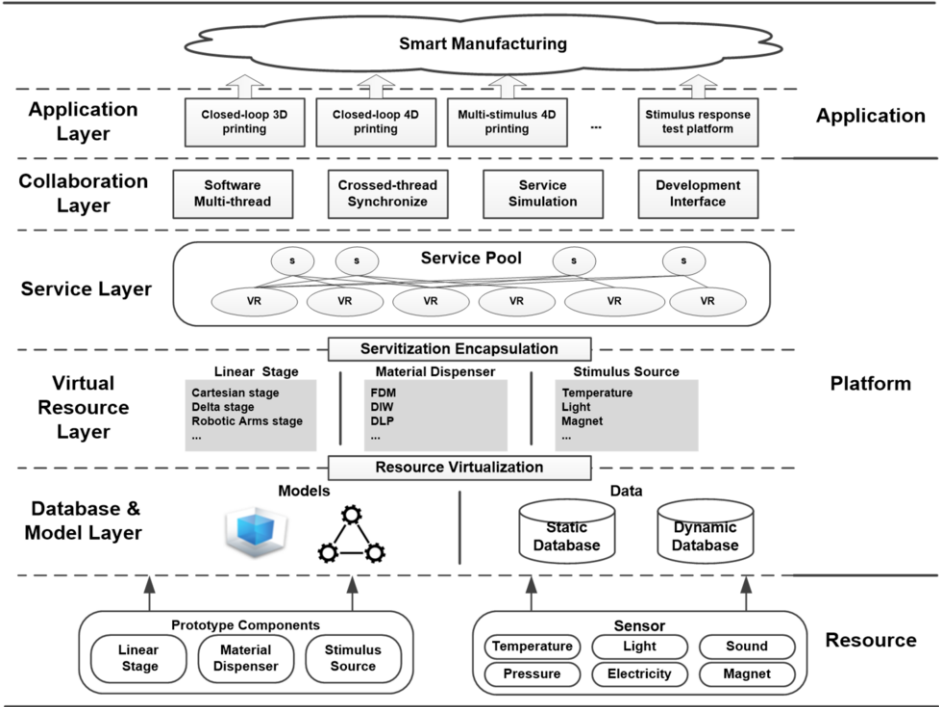 Smart Manufacturing
Application
Layer
Closed-loop 3D
printing
Closed-loop 4D
printing
Multi-stimulus 4D
printing
...
Stimulus response
test platform
Application
Collaboration
Layer
Software
Multi-thread
Crossed-thread
Synchronize
Service
Simulation
Development
Interface
Service Layer
s
s
Service Pool
s
s
VR
VR
VR
VR
VR
VR
Servitization Encapsulation
Virtual
Resource
Layer
Linear Stage
Cartesian stage
Delta stage
Robotic Arms stage
...
Material Dispenser
FDM
DIW
DLP
...
Stimulus Source
Temperature
Light
Magnet
...
Platform
Resource Virtualization
Database &
Model Layer
Models
Data
Static
Database
Dynamic
Database
Prototype Components
Linear
Stage
Material
Dispenser
Stimulus
Source
Sensor
Temperature
Light
Sound
Pressure
Electricity
Magnet
Resource